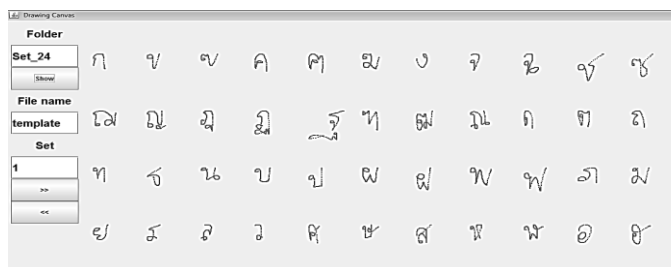 Drawing Canvas
Folder
Set_24
Show
File name
template
Set
1
>>
<<
ก ข ฃ ค ฅ ฆ ง จ ฉ ช ซ
ฌ ญ ฎ ฏ ฐ ฑ ฒ ณ ด ต ถ
ท ธ น บ ป ผ ฝ พ ฟ ภ ม
ย ร ล ว ศ ษ ส ห ฬ อ ฮ